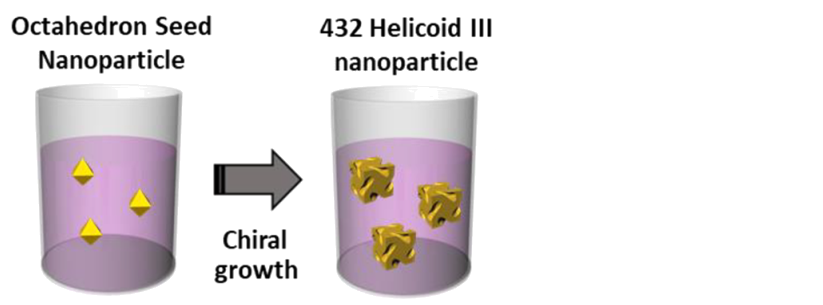 Octahedron Seed
Nanoparticle
432 Helicoid III
nanoparticle
Chiral
growth